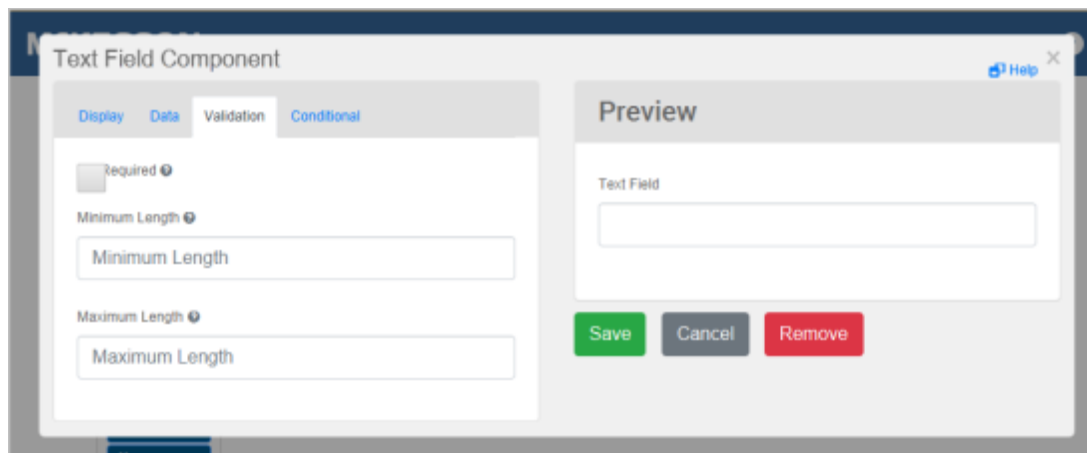 Text Field Component
Help
Display Data Validation Conditional
Required
Minimum Length
Minimum Length
Maximum Length
Maximum Length
Preview
Text Field
Save Cancel Remove